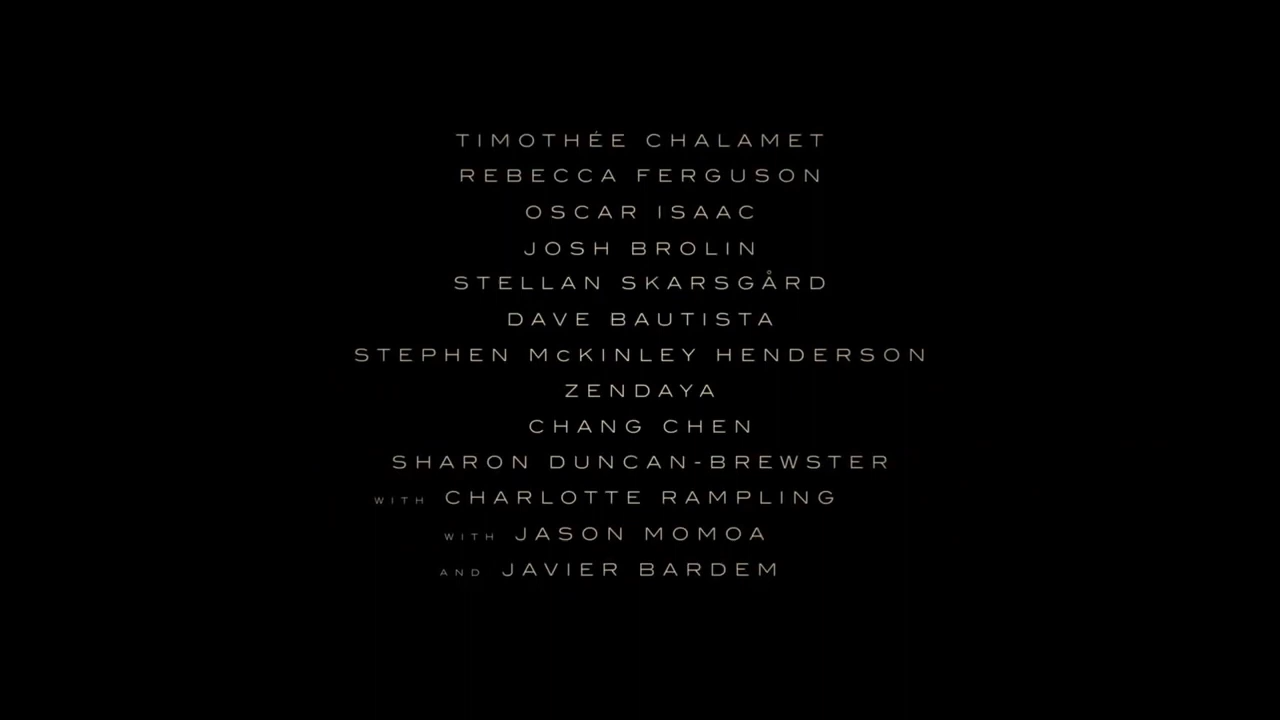 TIMOTHÉE CHALAMET
REBECCA FERGUSON
OSCAR ISAAC
JOSH BROLIN
STELLAN SKARSGÅRD
DAVE BAUTISTA
STEPHEN McKINLEY HENDERSON
ZENDAYA
CHANG CHEN
SHARON DUNCAN-BREWSTER
WITH CHARLOTTE RAMPLING
WITH JASON MOMOA
AND JAVIER BARDEM